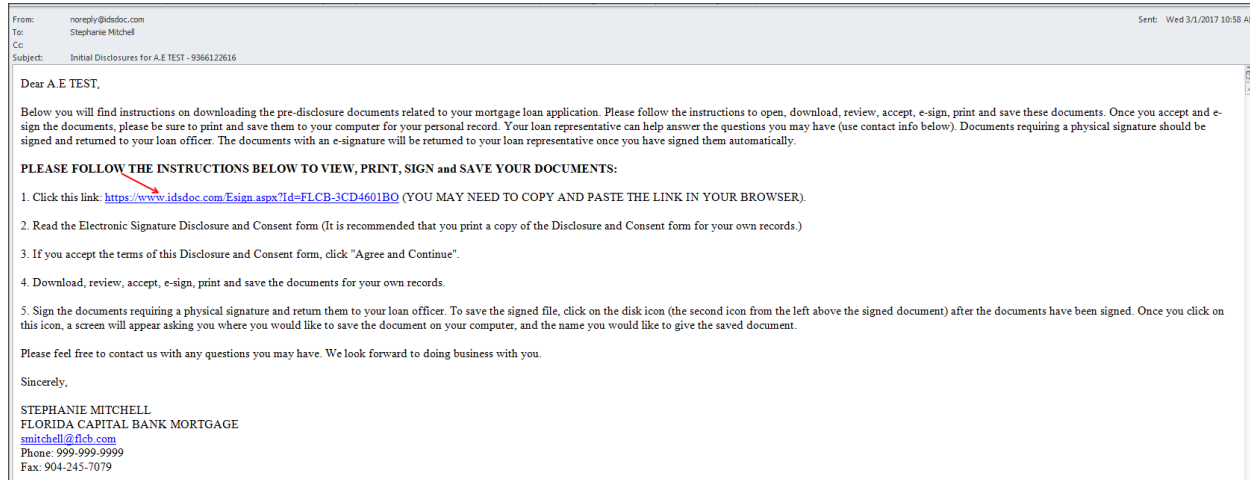 From: noreply@idsdoc.com Sent: Wed 3/1/2017 10:58 AM
To: Stephanie Mitchell
Cc:
Subject: Initial Disclosures for A.E TEST - 9366122616
Dear A.E TEST,
Below you will find instructions on downloading the pre-disclosure documents related to your mortgage loan application. Please follow the instructions to open, download, review, accept, e-sign, print and save these documents. Once you accept and e-
sign the documents, please be sure to print and save them to your computer for your personal record. Your loan representative can help answer the questions you may have (use contact info below). Documents requiring a physical signature should be
signed and returned to your loan officer. The documents with an e-signature will be returned to your loan representative once you have signed them automatically.
PLEASE FOLLOW THE INSTRUCTIONS BELOW TO VIEW, PRINT, SIGN and SAVE YOUR DOCUMENTS:
1. Click this link: https://www.idsdoc.com/Esign.aspx?Id=FLCB-3CD4601BO (YOU MAY NEED TO COPY AND PASTE THE LINK IN YOUR BROWSER).
2. Read the Electronic Signature Disclosure and Consent form (It is recommended that you print a copy of the Disclosure and Consent form for your own records.)
3. If you accept the terms of this Disclosure and Consent form, click "Agree and Continue".
4. Download, review, accept, e-sign, print and save the documents for your own records.
5. Sign the documents requiring a physical signature and return them to your loan officer. To save the signed file, click on the disk icon (the second icon from the left above the signed document) after the documents have been signed. Once you click on
this icon, a screen will appear asking you where you would like to save the document on your computer, and the name you would like to give the saved document.
Please feel free to contact us with any questions you may have. We look forward to doing business with you.
Sincerely,
STEPHANIE MITCHELL
FLORIDA CAPITAL BANK MORTGAGE
smitchell@flcb.com
Phone: 999-999-9999
Fax: 904-245-7079